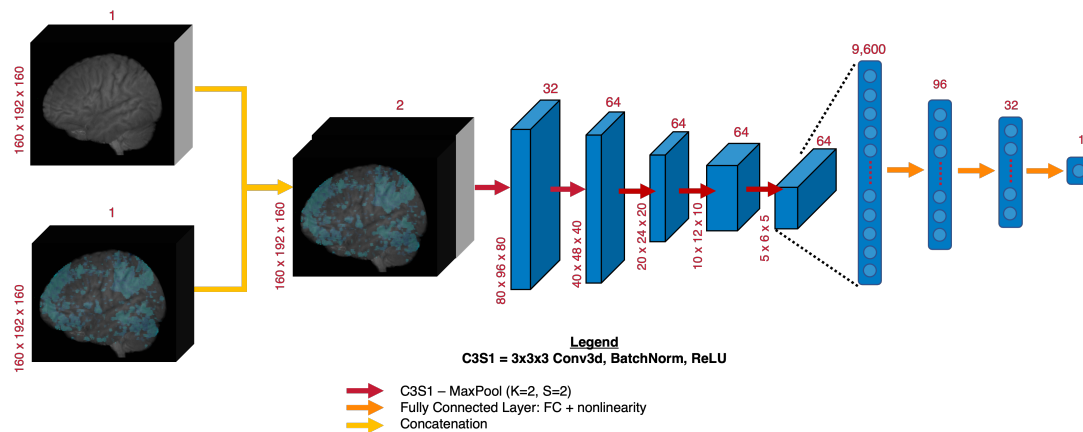 1
160 x 192 x 160
1
160 x 192 x 160
2
160 x 192 x 160
32
80 x 96 x 80
64
40 x 48 x 40
64
20 x 24 x 20
64
10 x 12 x 10
64
5 x 6 x 5
9,600
96
32
1
Legend
C3S1 = 3x3x3 Conv3d, BatchNorm, ReLU
C3S1 – MaxPool (K=2, S=2)
Fully Connected Layer: FC + nonlinearity
Concatenation